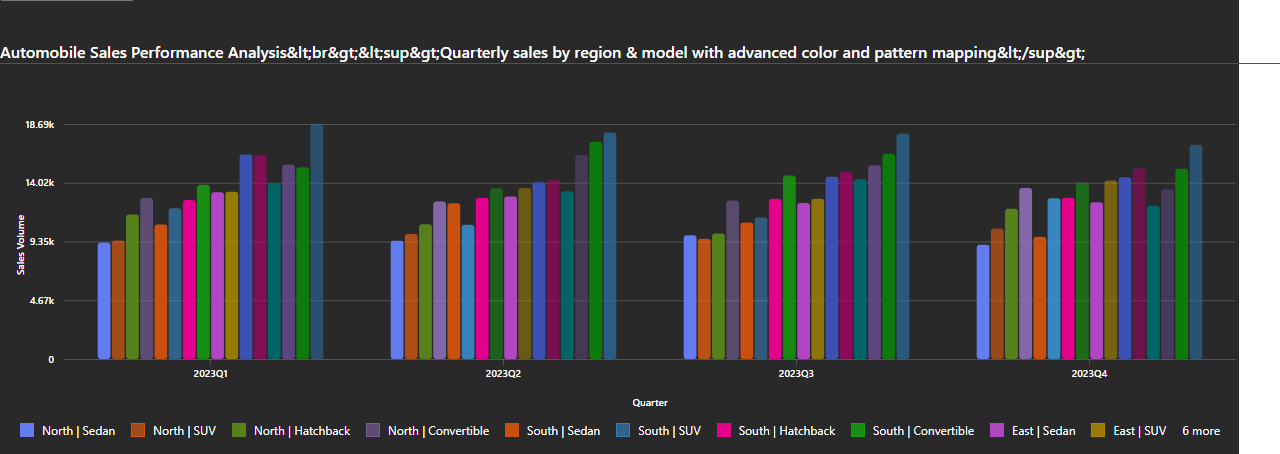 Automobile Sales Performance Analysis&lt;br&gt;&lt;sup&gt;Quarterly sales by region & model with advanced color and pattern mapping&lt;/sup&gt;
18.69k
14.02k
9.35k
4.67k
0
Sales Volume
2023Q1 2023Q2 2023Q3 2023Q4
Quarter
North | Sedan North | SUV North | Hatchback North | Convertible South | Sedan South | SUV South | Hatchback South | Convertible East | Sedan East | SUV 6 more